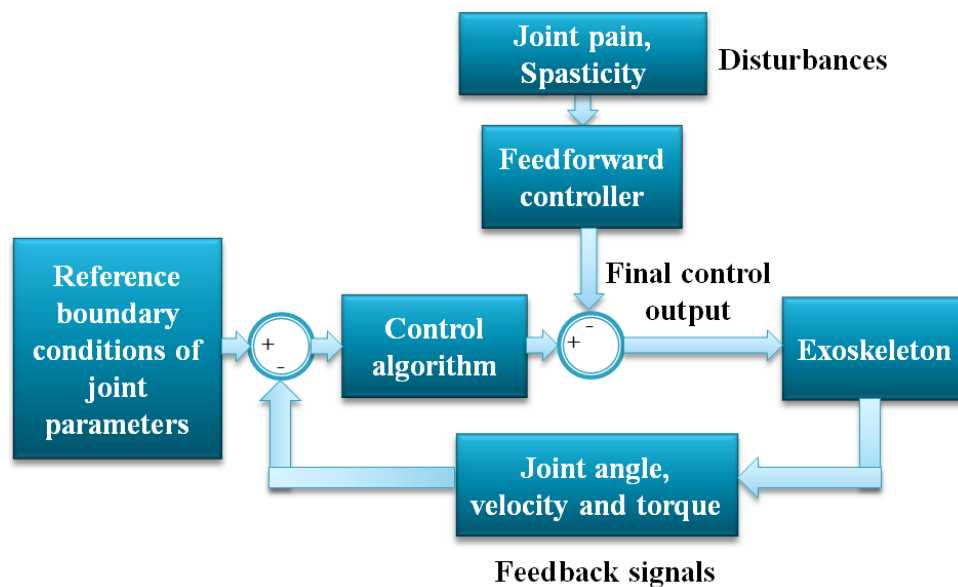 Joint pain,
Spasticity
Disturbances
Feedforward
controller
Reference
boundary
conditions of
joint
parameters
+
-
Control
algorithm
-
+
Final control
output
Exoskeleton
Joint angle,
velocity and torque
Feedback signals